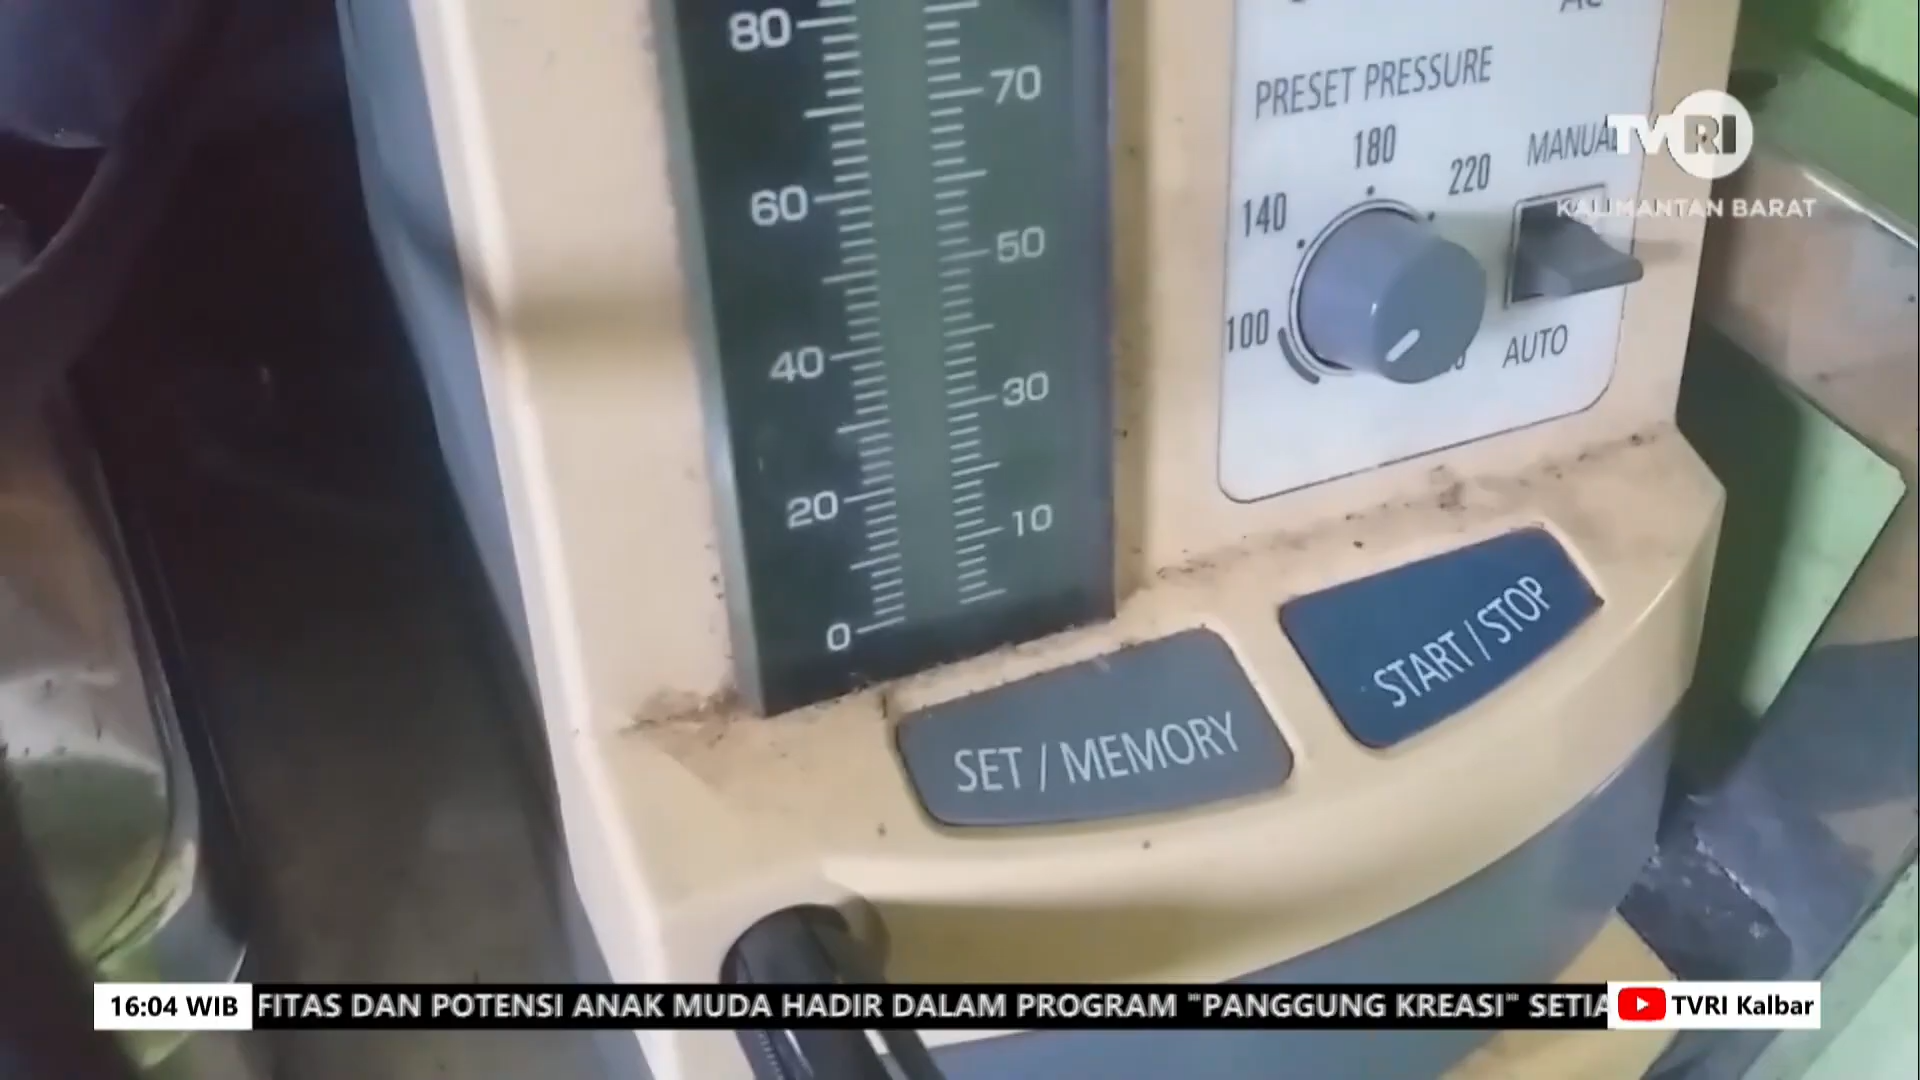 80
70
60
50
40
30
20
10
0
PRESET PRESSURE
180
140
220
100
MANUAL
AUTO
TVRI
KALIMANTAN BARAT
SET / MEMORY
START / STOP
16:04 WIB
FITAS DAN POTENSI ANAK MUDA HADIR DALAM PROGRAM "PANGGUNG KREASI" SETIA
TVRI Kalbar